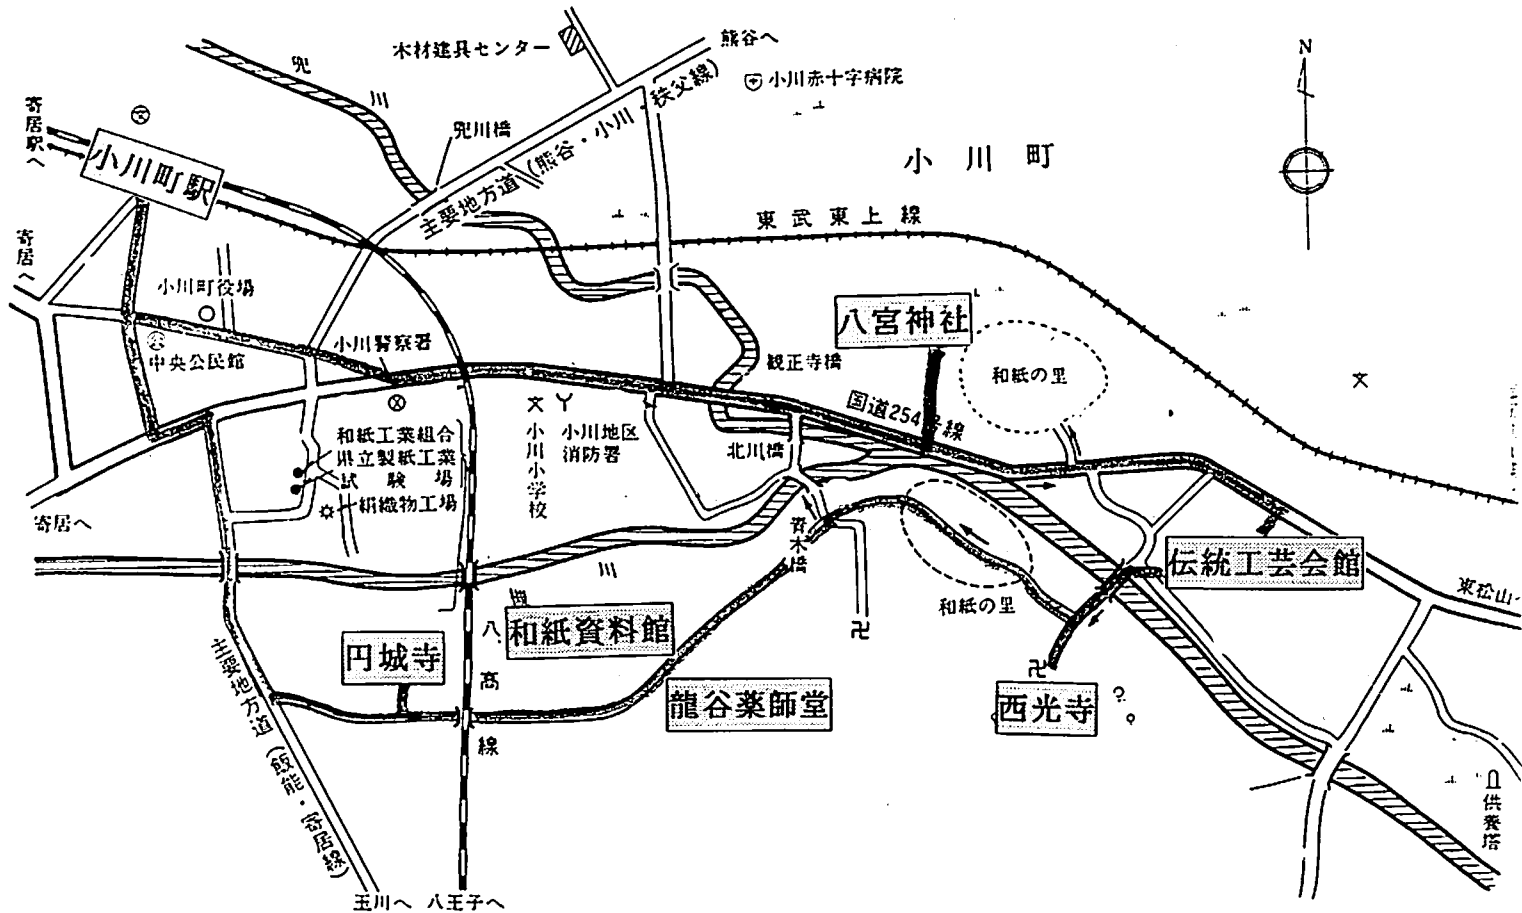 木材建具センター
熊谷へ
小川赤十字病院
兜
川
寄居駅へ
小川町駅
兜川橋
主要地方道(熊谷・小川・秩父線)
小川町
N
東武東上線
寄居へ
小川町役場
中央公民館
小川警察署
八宮神社
和紙の里
観正寺橋
国道254号線
文
文
小川小学校
小川地区
消防署
北川橋
和紙工業組合
県立製紙工業
試験場
絹織物工場
寄居へ
青木橋
伝統工芸会館
東松山へ
川
和紙の里
和紙資料館
円城寺
八高線
龍谷薬師堂
卍
卍
西光寺
主要地方道(飯能・寄居線)
供養塔
玉川へ
八王子へ